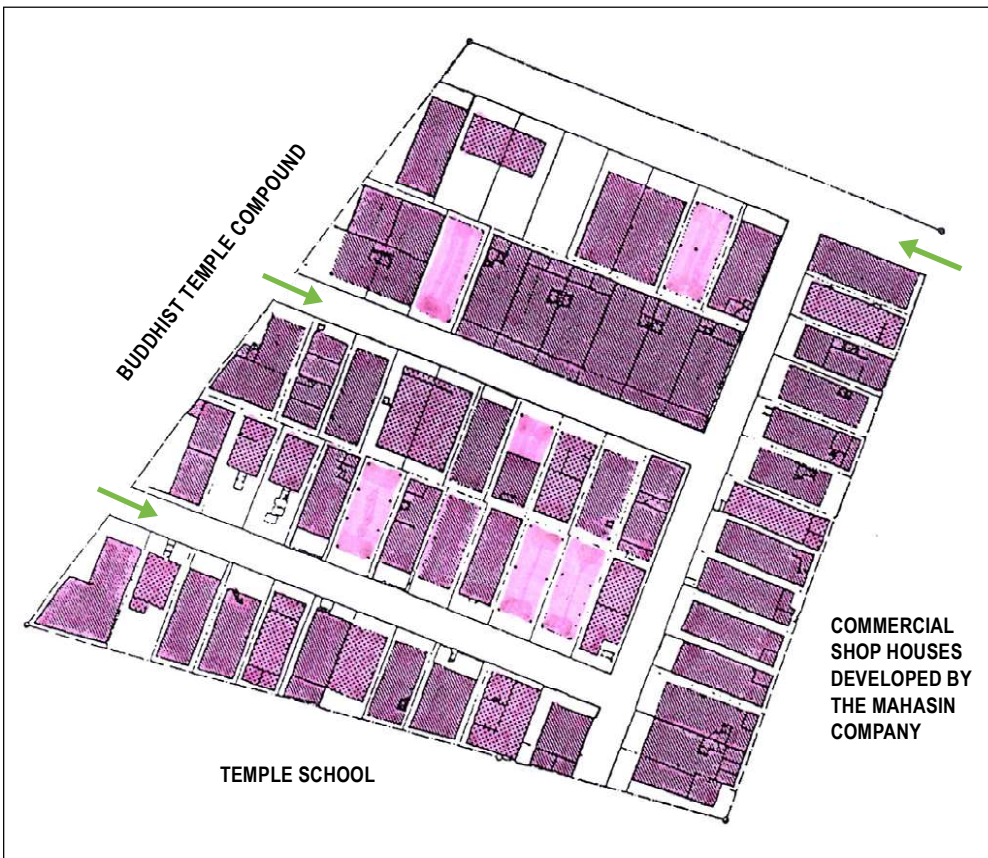 BUDDHIST TEMPLE COMPOUND
COMMERCIAL
SHOP HOUSES
DEVELOPED BY
THE MAHASIN
COMPANY
TEMPLE SCHOOL